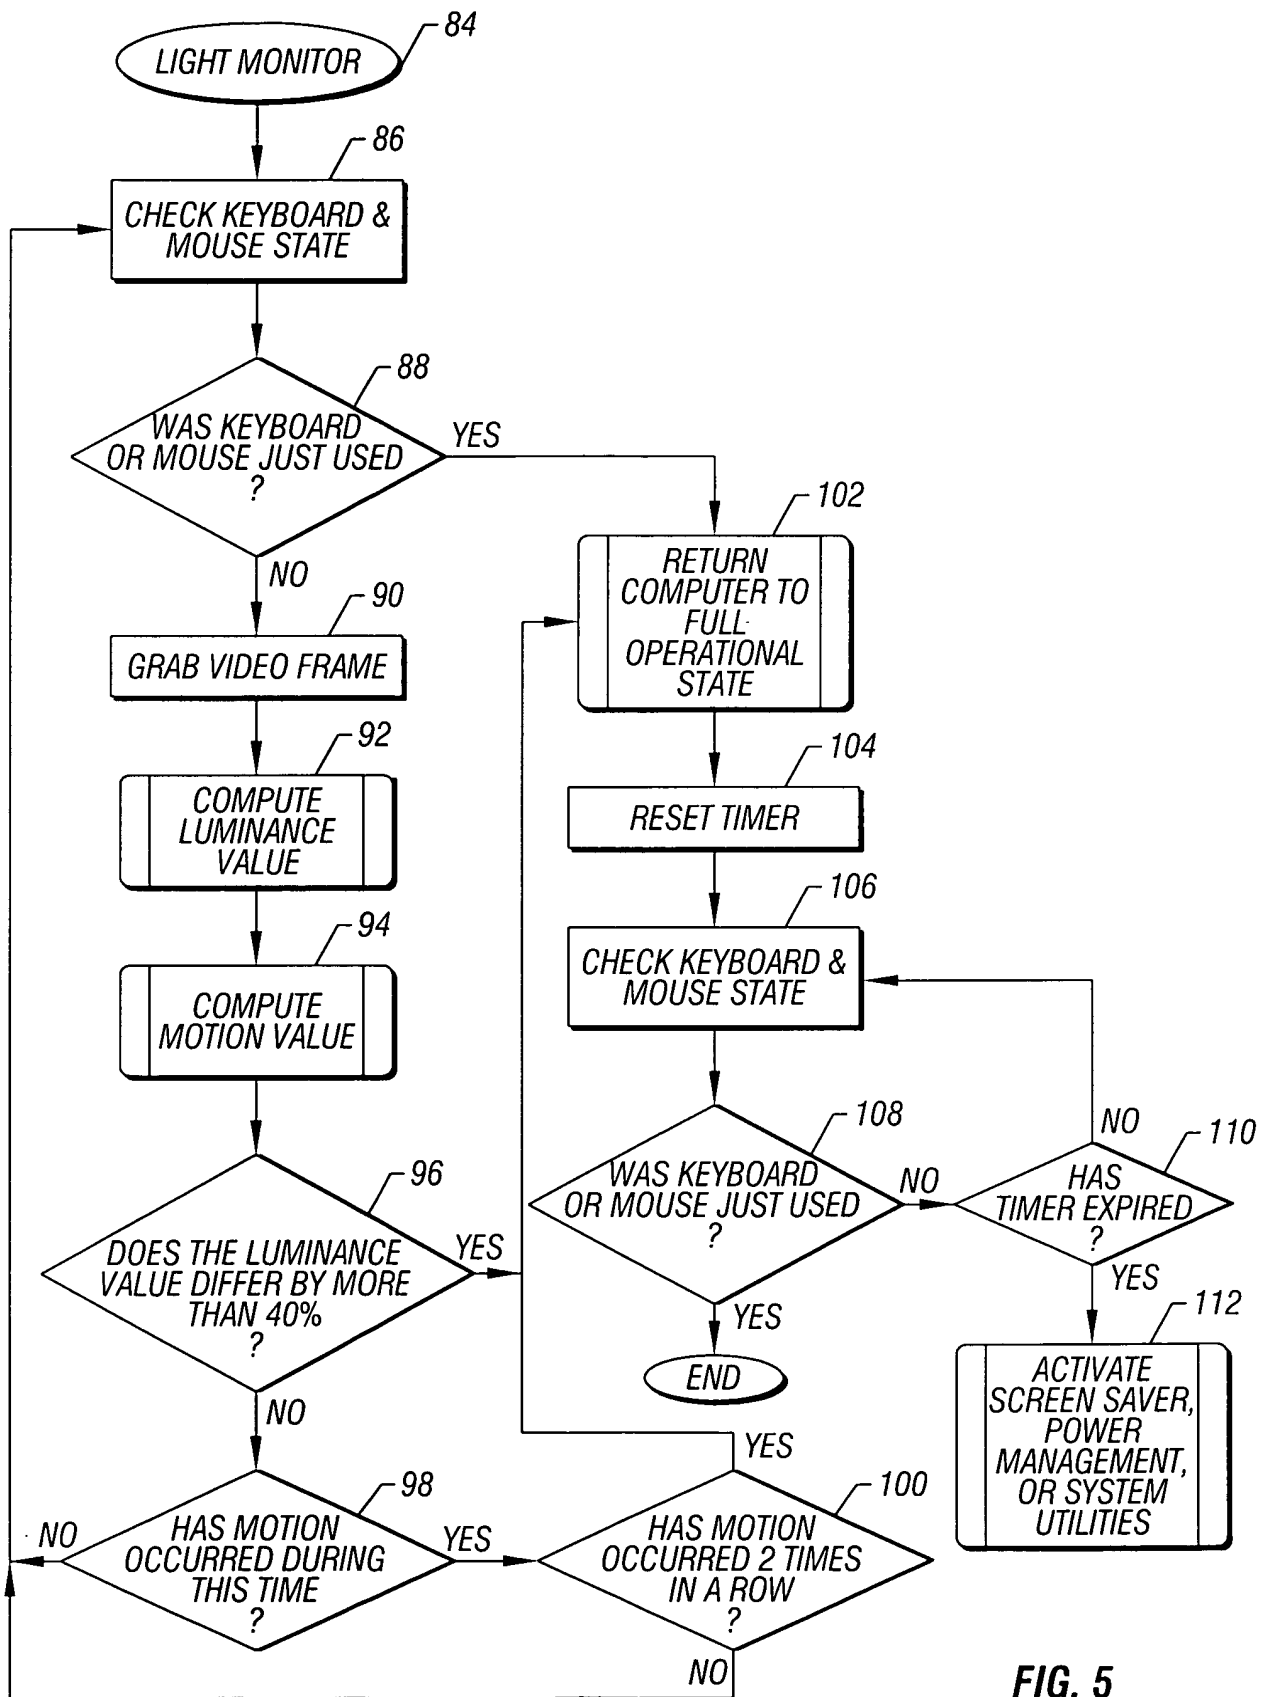 84
LIGHT MONITOR
86
CHECK KEYBOARD &
MOUSE STATE
88
WAS KEYBOARD
OR MOUSE JUST USED
?
YES
NO
90
GRAB VIDEO FRAME
92
COMPUTE
LUMINANCE
VALUE
94
COMPUTE
MOTION VALUE
96
DOES THE LUMINANCE
VALUE DIFFER BY MORE
THAN 40%
?
YES
NO
98
HAS MOTION
OCCURRED DURING
THIS TIME
?
NO
YES
100
HAS MOTION
OCCURRED 2 TIMES
IN A ROW
?
YES
NO
102
RETURN
COMPUTER TO
FULL
OPERATIONAL
STATE
104
RESET TIMER
106
CHECK KEYBOARD &
MOUSE STATE
108
WAS KEYBOARD
OR MOUSE JUST USED
?
NO
YES
END
110
HAS
TIMER EXPIRED
?
NO
YES
112
ACTIVATE
SCREEN SAVER,
POWER
MANAGEMENT,
OR SYSTEM
UTILITIES
FIG. 5